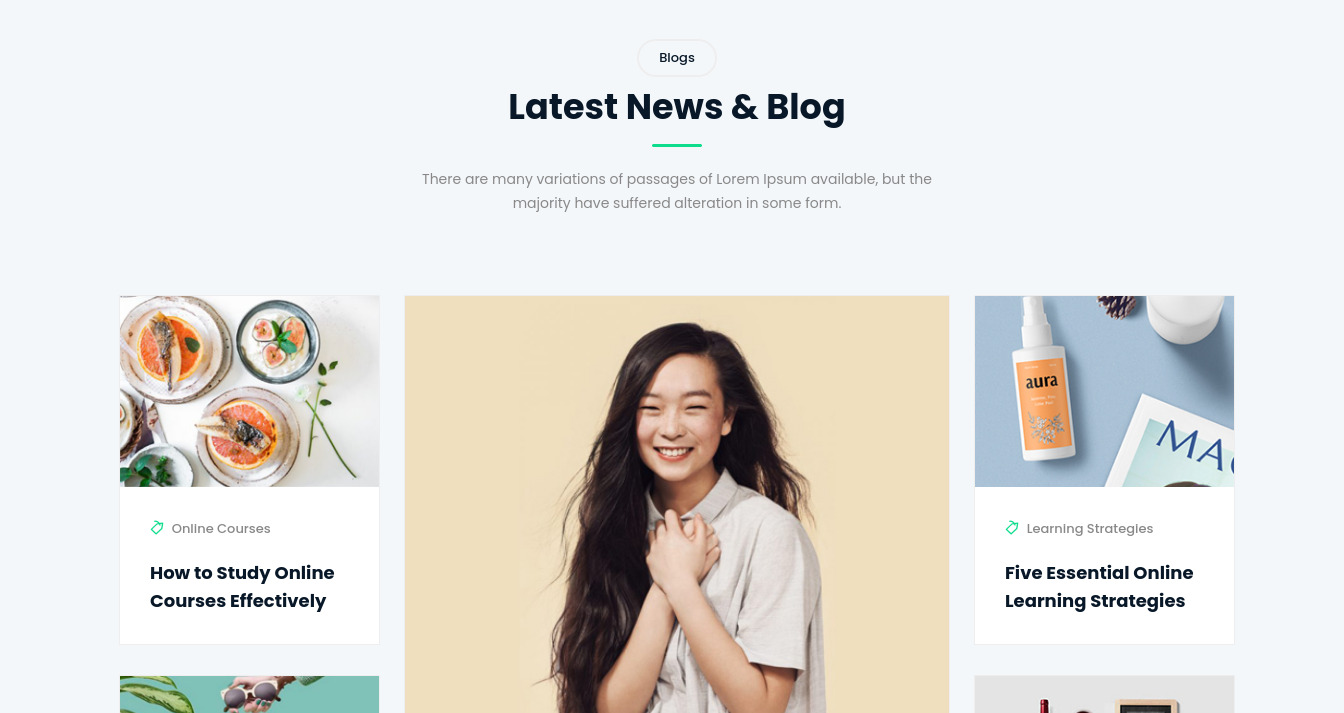 Blogs
Latest News & Blog
There are many variations of passages of Lorem Ipsum available, but the
majority have suffered alteration in some form.
aura
MAG
Online Courses
How to Study Online
Courses Effectively
Learning Strategies
Five Essential Online
Learning Strategies